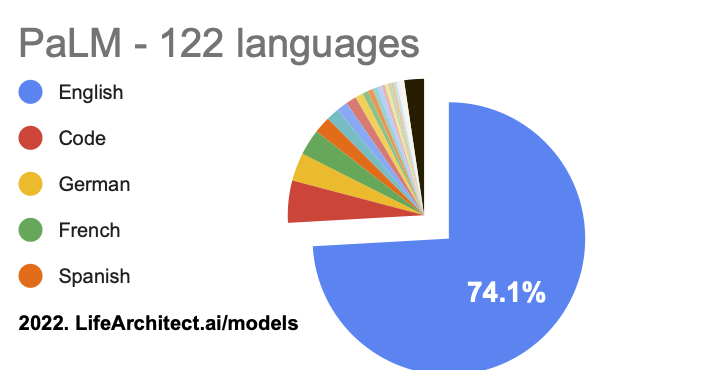 PaLM - 122 languages
English
Code
German
French
Spanish
74.1%
2022. LifeArchitect.ai/models